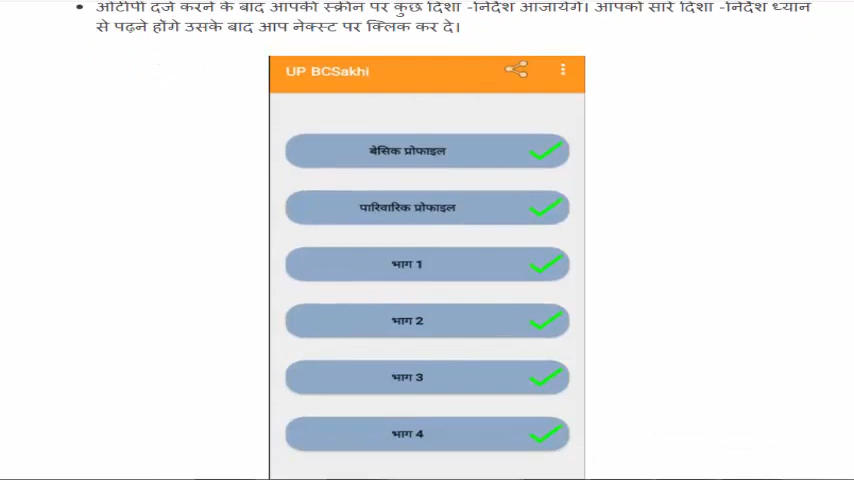 ओटीपी दर्ज करने के बाद आपकी स्क्रीन पर कुछ दिशा -निर्देश आजायेंगे। आपको सारे दिशा -निर्देश ध्यान
से पढ़ने होंगे उसके बाद आप नेक्स्ट पर क्लिक कर दे।
UP BCSakhi
बेसिक प्रोफाइल
पारिवारिक प्रोफाइल
भाग 1
भाग 2
भाग 3
भाग 4